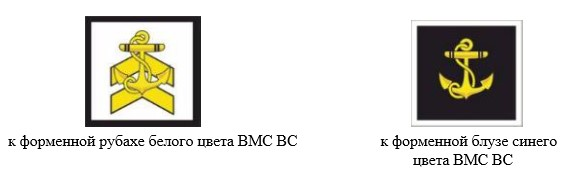 к форменной рубахе белого цвета ВМС ВС
к форменной блузе синего
цвета ВМС ВС